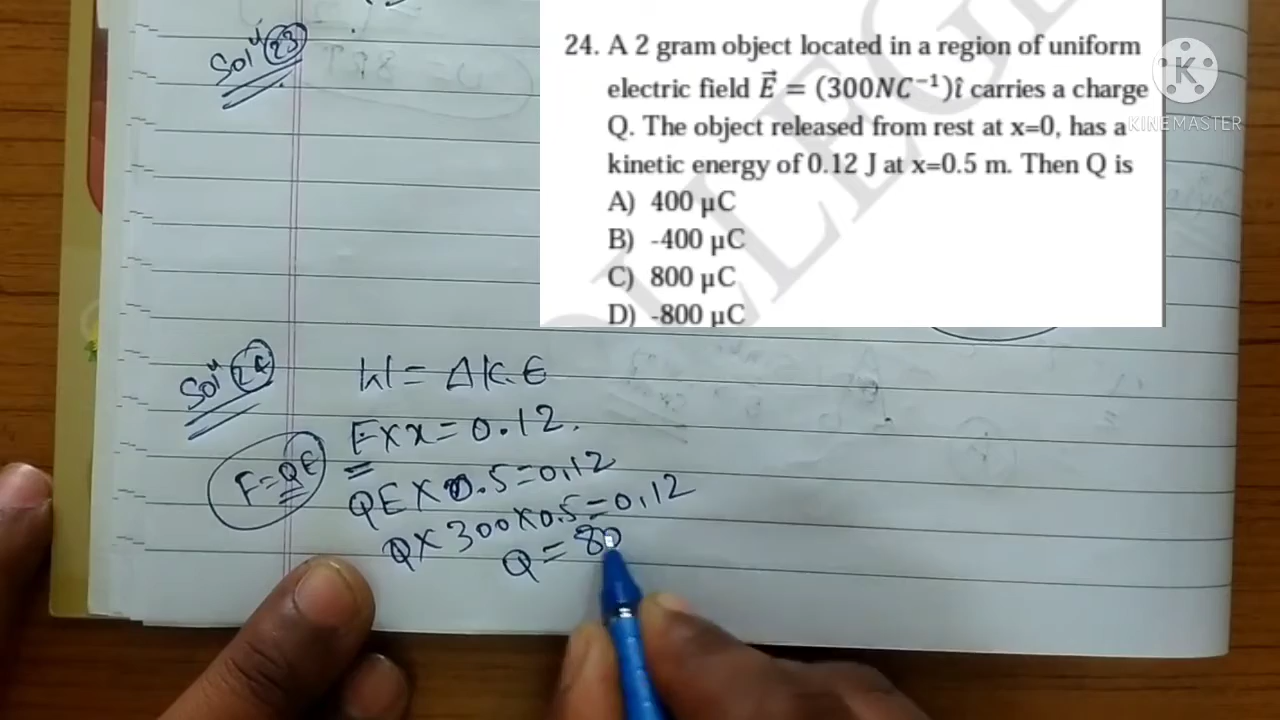 Solⁿ 23
24. A 2 gram object located in a region of uniform
electric field E⃗ = (300NC⁻¹)î carries a charge
Q. The object released from rest at x=0, has a
kinetic energy of 0.12 J at x=0.5 m. Then Q is
A) 400 μC
B) -400 μC
C) 800 μC
D) -800 μC
K
KINEMASTER
OLLEG
Solⁿ 24
W = Δ K.E
F × x = 0.12.
F = QE
QE × 0.5 = 0.12
Q × 300 × 0.5 = 0.12
Q = 80